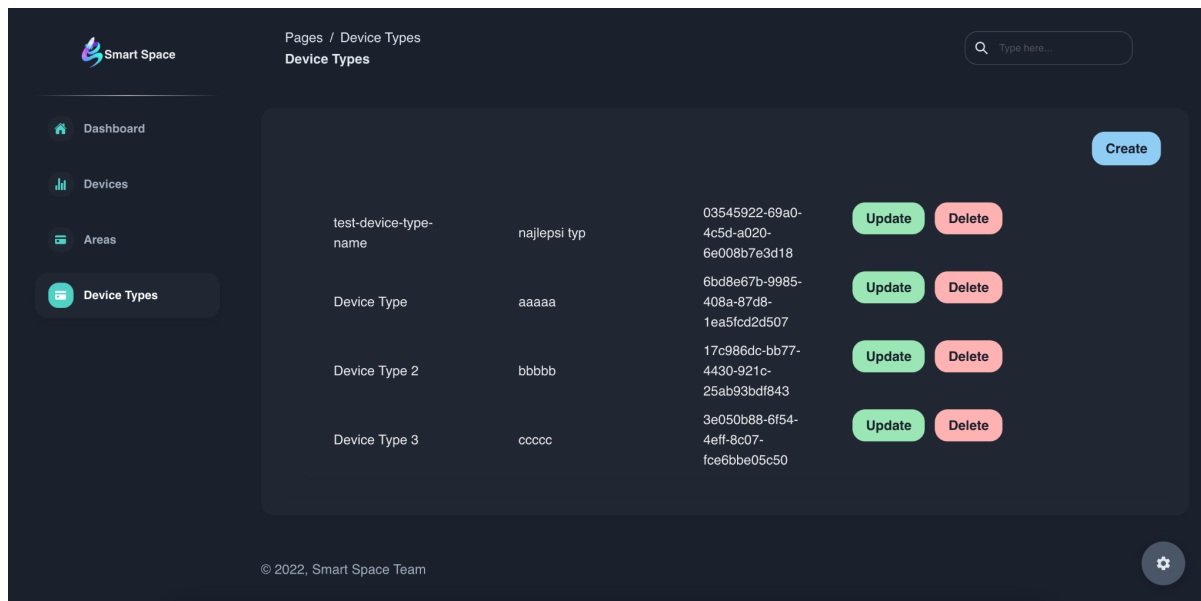 Smart Space
Pages / Device Types
Device Types
Type here...
Dashboard
Devices
Areas
Device Types
Create
test-device-type-
name
najlepsi typ
03545922-69a0-
4c5d-a020-
6e008b7e3d18
Update
Delete
Device Type
aaaaa
6bd8e67b-9985-
408a-87d8-
1ea5fcd2d507
Update
Delete
Device Type 2
bbbbb
17c986dc-bb77-
4430-921c-
25ab93bdf843
Update
Delete
Device Type 3
ccccc
3e050b88-6f54-
4eff-8c07-
fce6bbe05c50
Update
Delete
© 2022, Smart Space Team